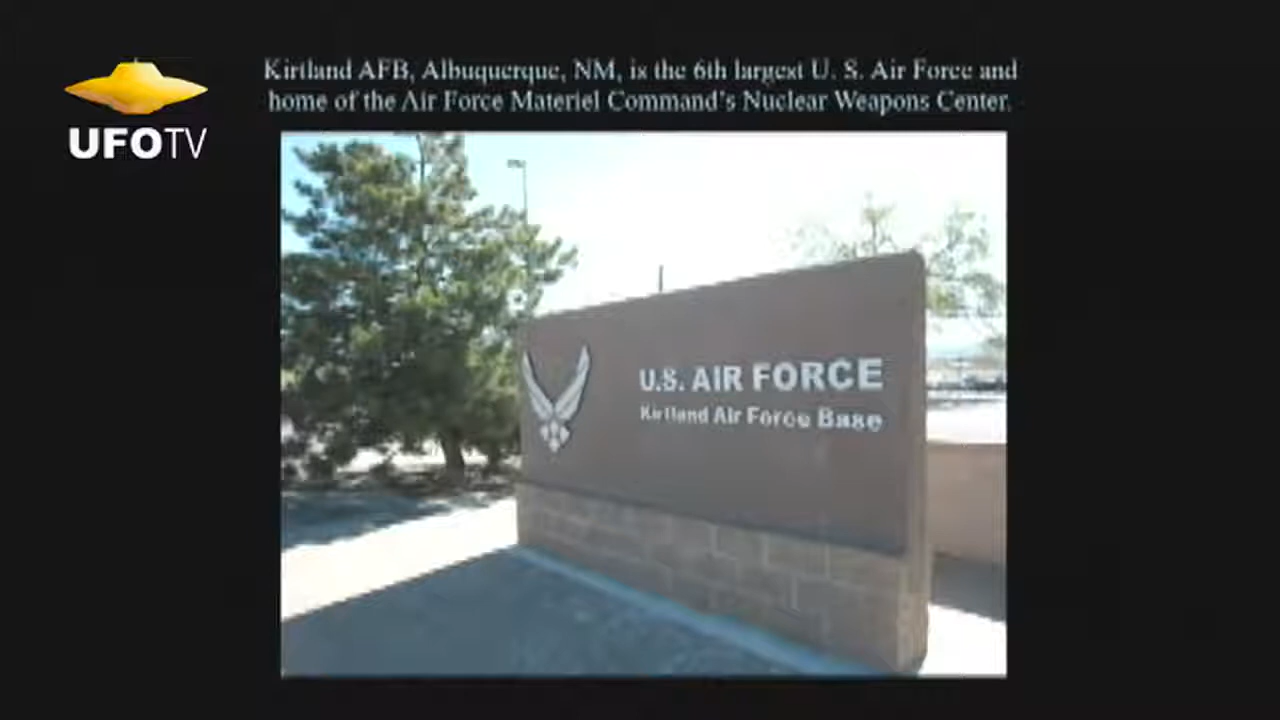 Kirtland AFB, Albuquerque, NM, is the 6th largest U. S. Air Force and
home of the Air Force Materiel Command's Nuclear Weapons Center.
UFOTV
U.S. AIR FORCE
Kirtland Air Force Base